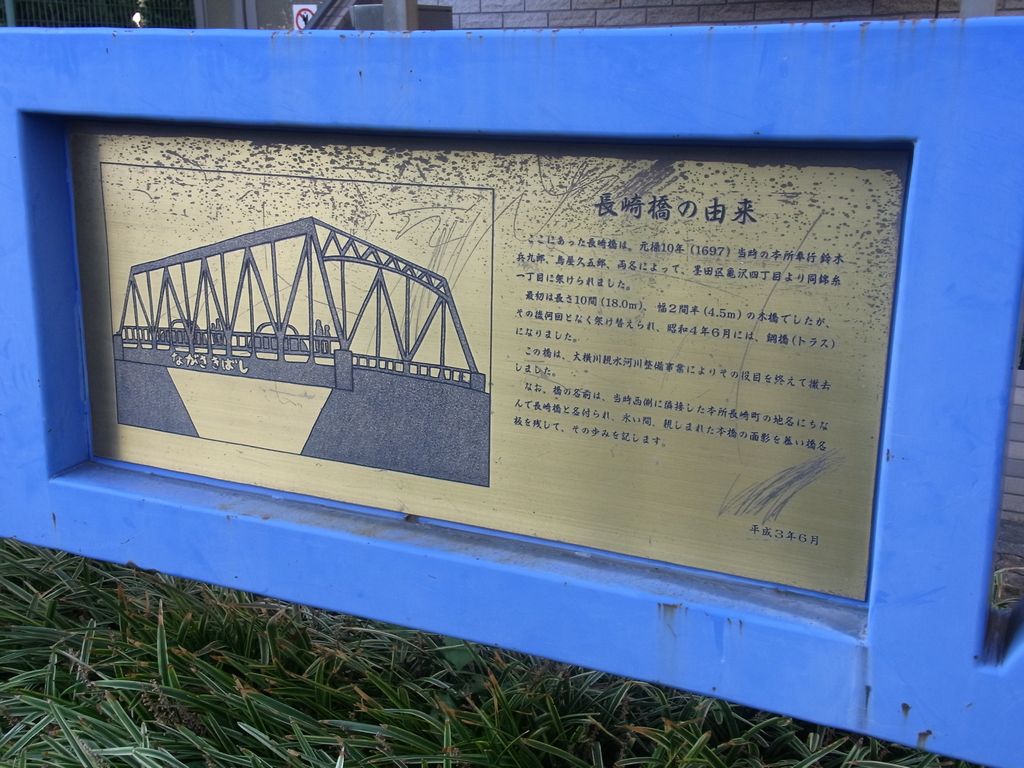 ながさきばし
長崎橋の由来
ここにあった長崎橋は、元禄10年(1697)当時の本所奉行鈴木
兵九郎、鳥屋久五郎、両名によって、墨田区亀沢四丁目より同錦糸
一丁目に架けられました。
最初は長さ10間(18.0m)、幅2間半(4.5m)の木橋でしたが、
その後何回となく架け替えられ、昭和4年6月には、鋼橋(トラス)
になりました。
この橋は、大横川親水河川整備事業によりその役目を終えて撤去
しました。
なお、橋の名前は、当時西側に隣接した本所長崎町の地名にちな
んで長崎橋と名付られ、永い間、親しまれた本橋の面影を慕い橋名
板を残して、その歩みを記します。
平成3年6月